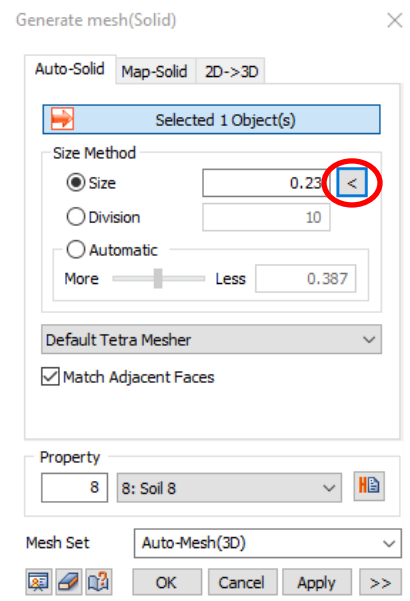 Generate mesh(Solid)
Auto-Solid Map-Solid 2D->3D
Selected 1 Object(s)
Size Method
Size 0.23 <
Division 10
Automatic
More Less 0.387
Default Tetra Mesher
Match Adjacent Faces
Property
8 8: Soil 8
Mesh Set Auto-Mesh(3D)
OK Cancel Apply >>